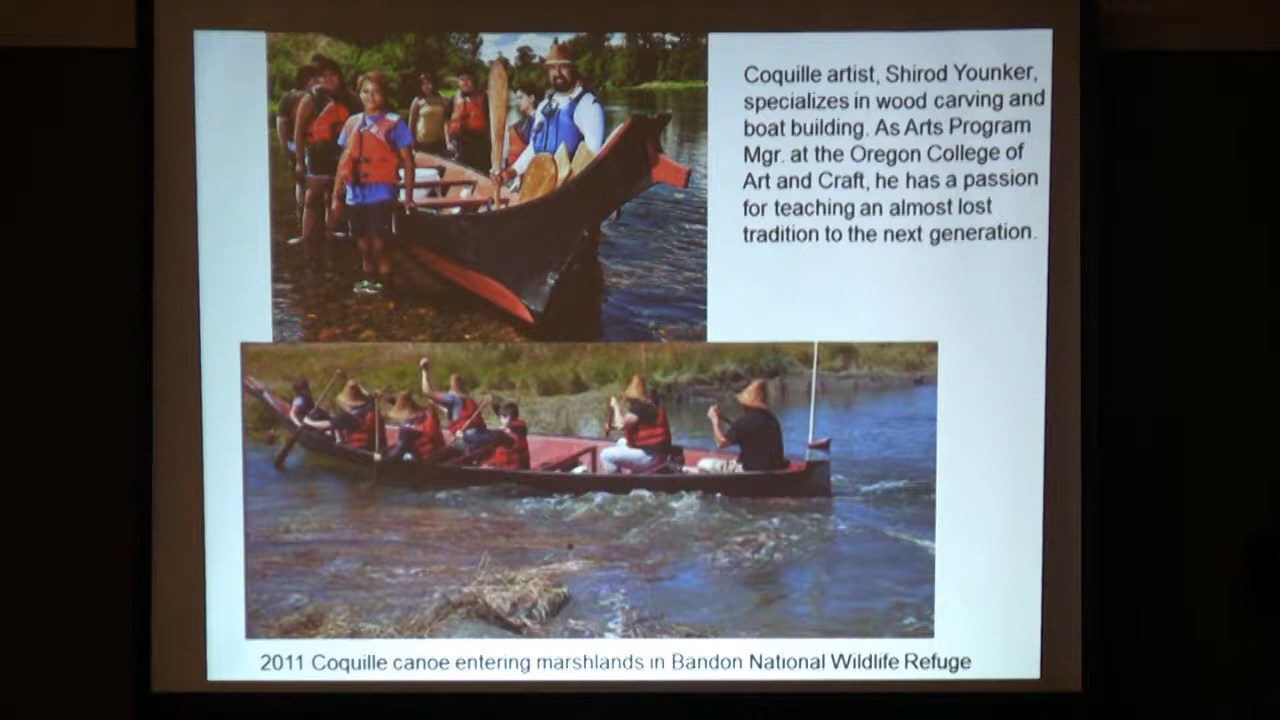 Coquille artist, Shirod Younker,
specializes in wood carving and
boat building. As Arts Program
Mgr. at the Oregon College of
Art and Craft, he has a passion
for teaching an almost lost
tradition to the next generation.
2011 Coquille canoe entering marshlands in Bandon National Wildlife Refuge